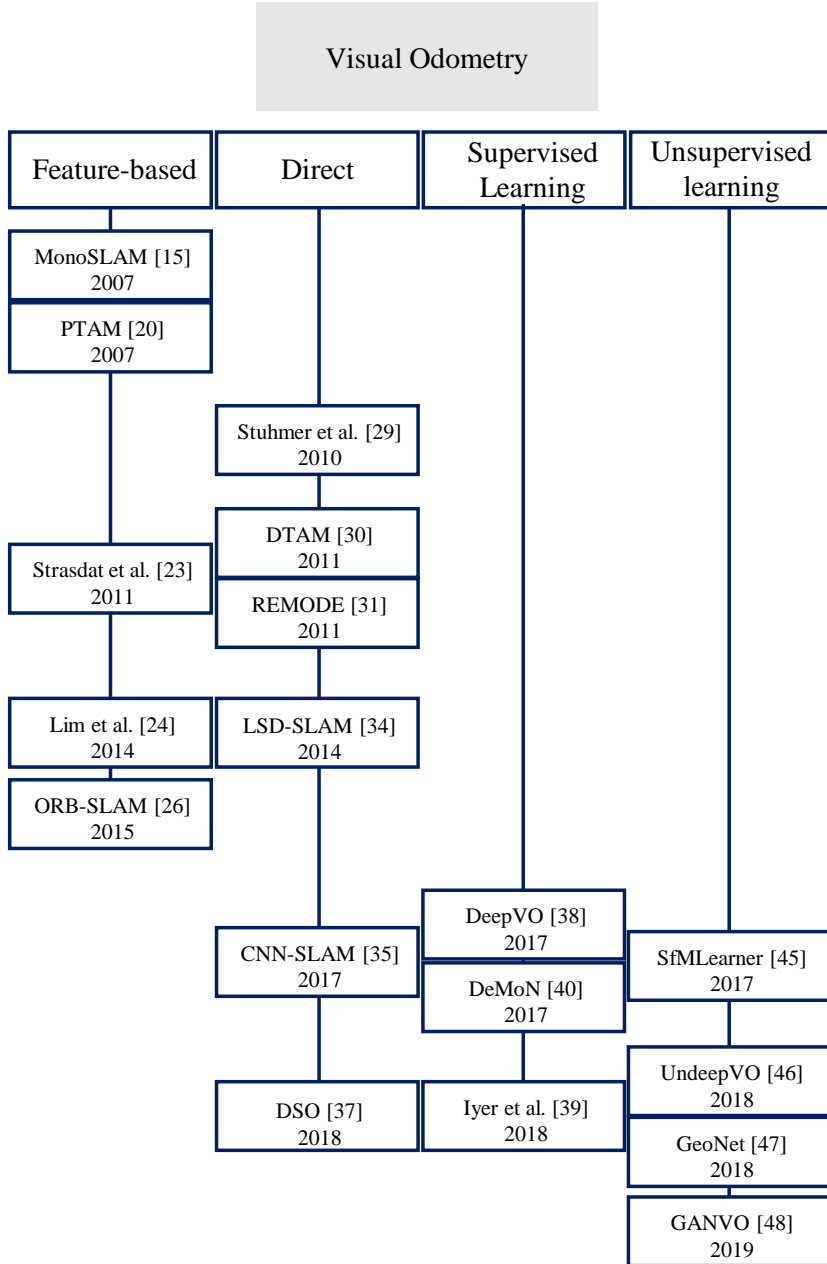 Visual Odometry
Feature-based
MonoSLAM [15]
2007
PTAM [20]
2007
Strasdat et al. [23]
2011
Lim et al. [24]
2014
ORB-SLAM [26]
2015
Direct
Stuhmer et al. [29]
2010
DTAM [30]
2011
REMODE [31]
2011
LSD-SLAM [34]
2014
CNN-SLAM [35]
2017
DSO [37]
2018
Supervised
Learning
DeepVO [38]
2017
DeMoN [40]
2017
Iyer et al. [39]
2018
Unsupervised
learning
SfMLearner [45]
2017
UndeepVO [46]
2018
GeoNet [47]
2018
GANVO [48]
2019